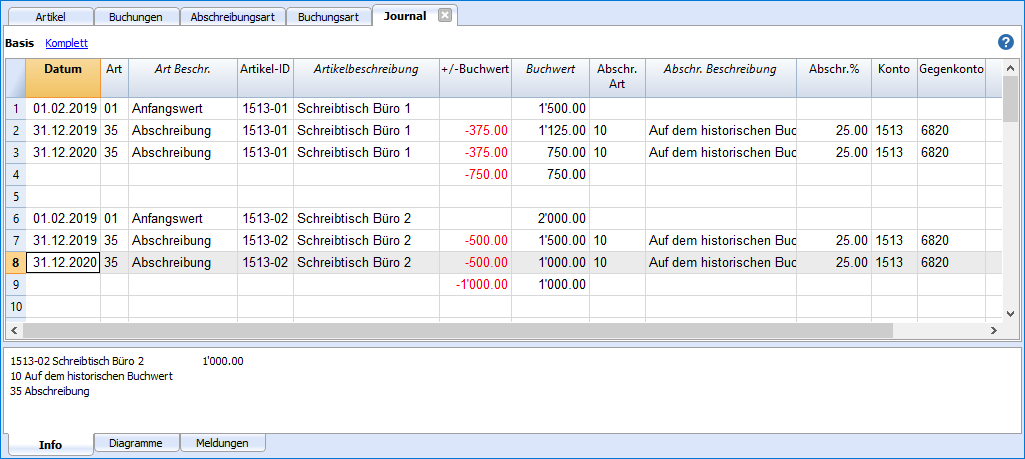 Artikel Buchungen Abschreibungsart Buchungsart Journal
Basis Komplett
Datum Art Art Beschr. Artikel-ID Artikelbeschreibung +/-Buchwert Buchwert Abschr. Art Abschr. Beschreibung Abschr.% Konto Gegenkonto
1 01.02.2019 01 Anfangswert 1513-01 Schreibtisch Büro 1 1'500.00
2 31.12.2019 35 Abschreibung 1513-01 Schreibtisch Büro 1 -375.00 1'125.00 10 Auf dem historischen Buc 25.00 1513 6820
3 31.12.2020 35 Abschreibung 1513-01 Schreibtisch Büro 1 -375.00 750.00 10 Auf dem historischen Buc 25.00 1513 6820
4 -750.00 750.00
5
6 01.02.2019 01 Anfangswert 1513-02 Schreibtisch Büro 2 2'000.00
7 31.12.2019 35 Abschreibung 1513-02 Schreibtisch Büro 2 -500.00 1'500.00 10 Auf dem historischen Buc 25.00 1513 6820
8 31.12.2020 35 Abschreibung 1513-02 Schreibtisch Büro 2 -500.00 1'000.00 10 Auf dem historischen Buc 25.00 1513 6820
9 -1'000.00 1'000.00
10
1513-02 Schreibtisch Büro 2 1'000.00
10 Auf dem historischen Buchwert
35 Abschreibung
Info Diagramme Meldungen